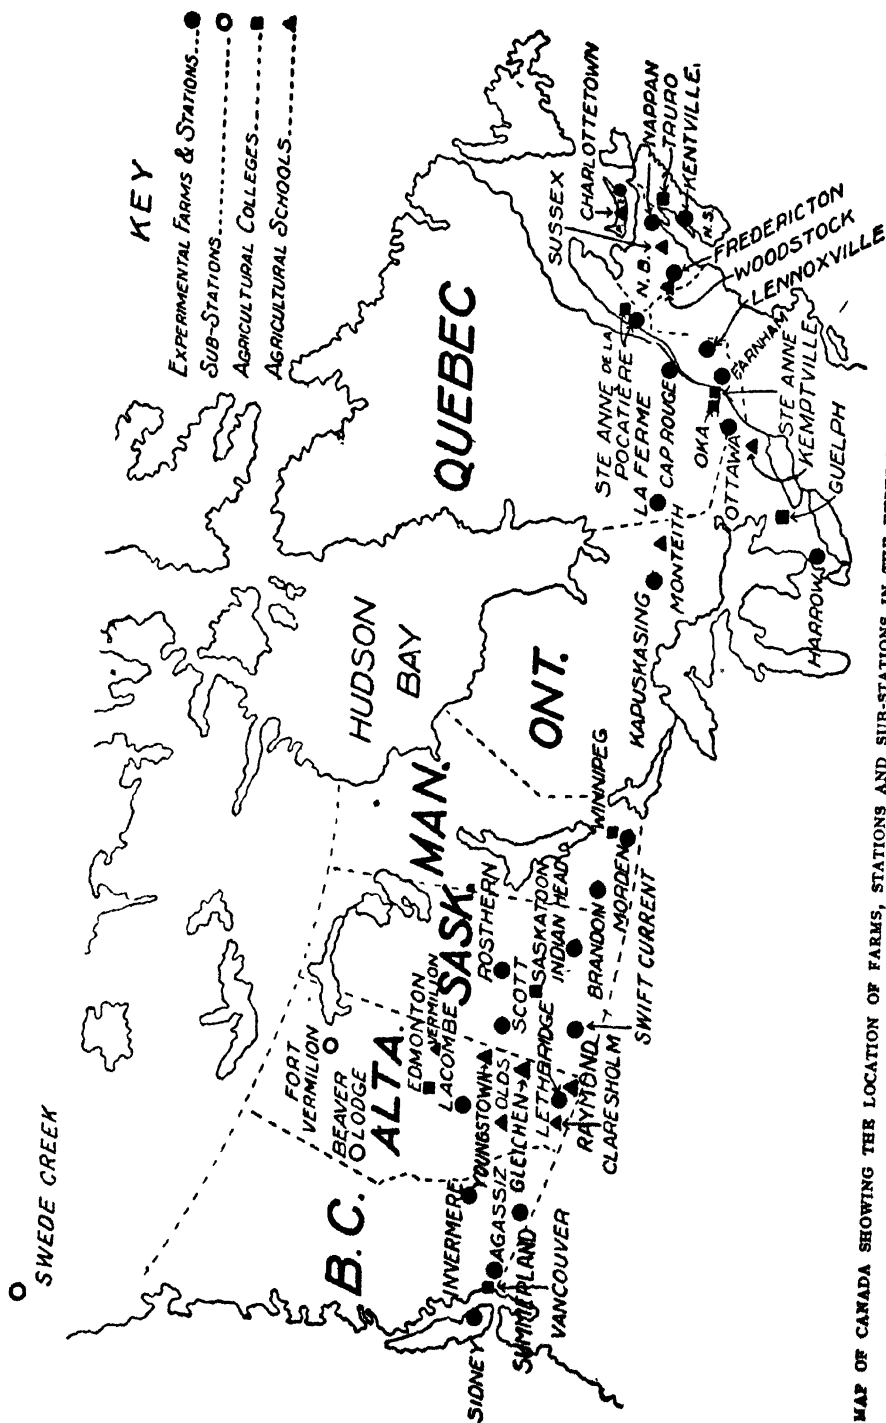 KEY
EXPERIMENTAL FARMS & STATIONS...
SUB-STATIONS
AGRICULTURAL COLLEGES
AGRICULTURAL SCHOOLS
SWEDE CREEK
HUDSON
BAY
QUEBEC
ONT.
MAN.
SASK.
ALTA.
B.C.
FORT
VERMILION
BEAVER
LODGE
EDMONTON
VERMILION
LACOMBE
YOUNGSTOWN
OLDS
GLEICHEN
LETHBRIDGE
RAYMOND
CLARESHOLM
INVERMERE
AGASSIZ
SUMMERLAND
VANCOUVER
SIDNEY
ROSTHERN
SCOTT
SASKATOON
INDIAN HEAD
SWIFT CURRENT
BRANDON
MORDEN
WINNIPEG
KAPUSKASING
MONTEITH
LA FERME
CAP ROUGE
STE ANNE DE LA
POCATIÈRE
OKA
OTTAWA
FARNHAM
STE ANNE
KEMPTVILLE
GUELPH
HARROW
LENNOXVILLE
WOODSTOCK
FREDERICTON
N.B.
SUSSEX
CHARLOTTETOWN
NAPPAN
TRURO
KENTVILLE
N.S.
MAP OF CANADA SHOWING THE LOCATION OF FARMS, STATIONS AND SUB-STATIONS IN THE